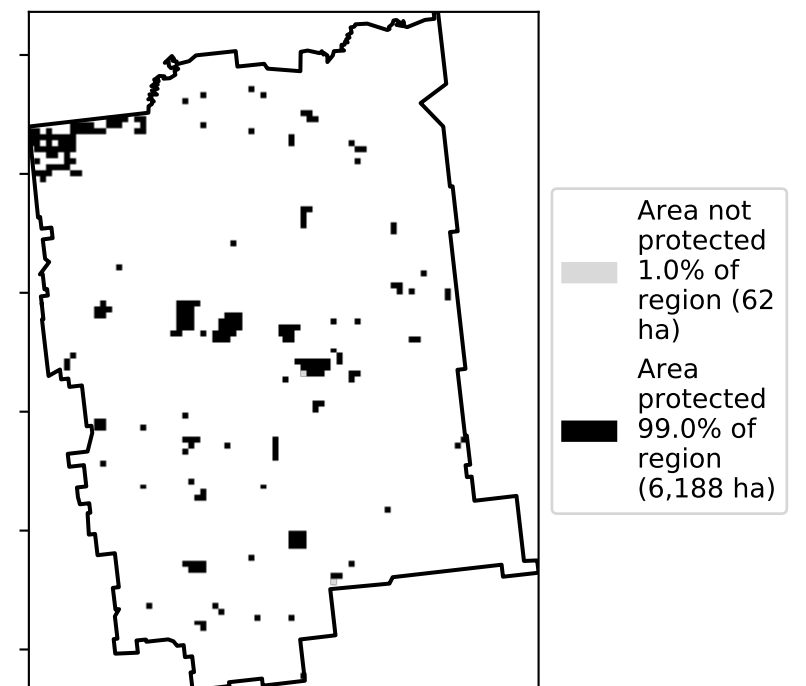 Area not
protected
1.0% of
region (62
ha)
Area
protected
99.0% of
region
(6,188 ha)